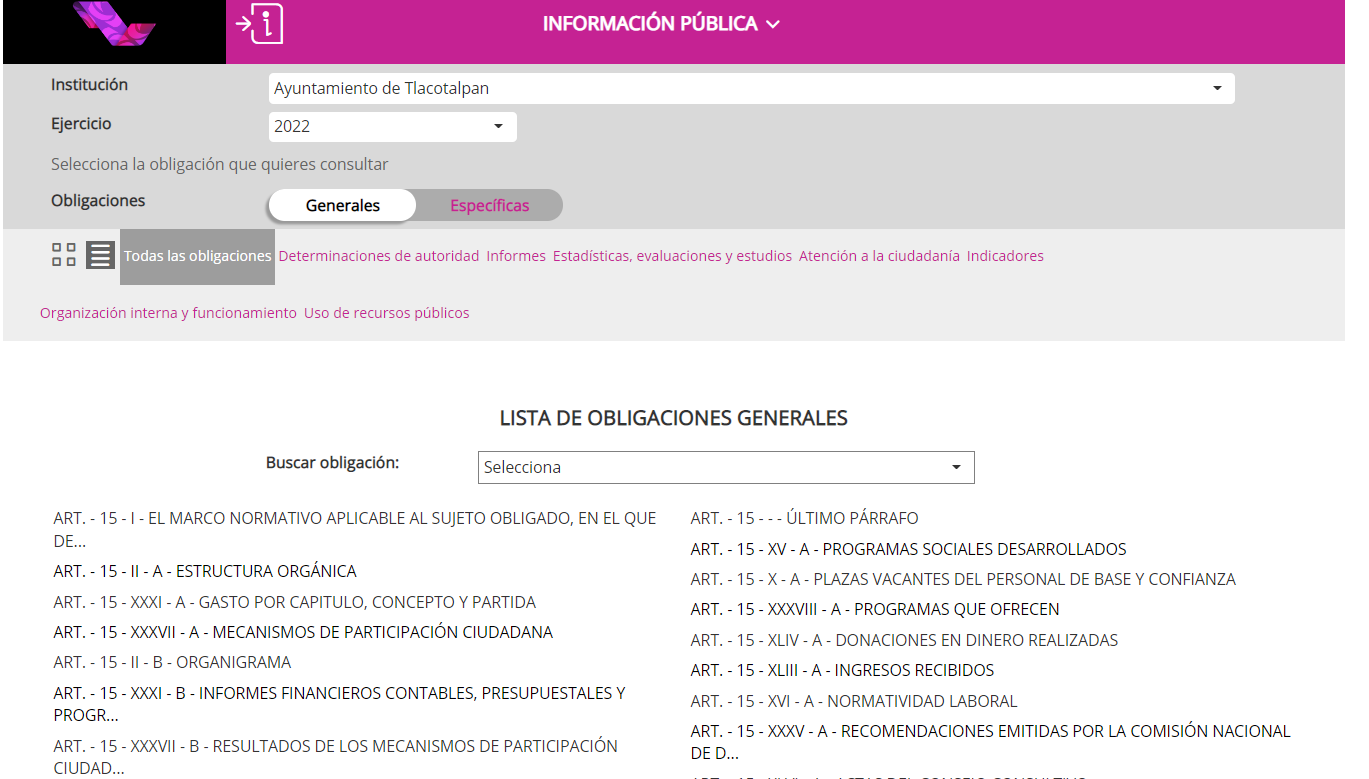 INFORMACIÓN PÚBLICA
Institución
Ayuntamiento de Tlacotalpan
Ejercicio
2022
Selecciona la obligación que quieres consultar
Obligaciones
Generales
Específicas
Todas las obligaciones Determinaciones de autoridad Informes Estadísticas, evaluaciones y estudios Atención a la ciudadanía Indicadores
Organización interna y funcionamiento Uso de recursos públicos
LISTA DE OBLIGACIONES GENERALES
Buscar obligación:
Selecciona
ART. - 15 - I - EL MARCO NORMATIVO APLICABLE AL SUJETO OBLIGADO, EN EL QUE
DE...
ART. - 15 - II - A - ESTRUCTURA ORGÁNICA
ART. - 15 - XXXI - A - GASTO POR CAPITULO, CONCEPTO Y PARTIDA
ART. - 15 - XXXVII - A - MECANISMOS DE PARTICIPACIÓN CIUDADANA
ART. - 15 - II - B - ORGANIGRAMA
ART. - 15 - XXXI - B - INFORMES FINANCIEROS CONTABLES, PRESUPUESTALES Y
PROGR...
ART. - 15 - XXXVII - B - RESULTADOS DE LOS MECANISMOS DE PARTICIPACIÓN
CIUDAD...
ART. - 15 - - - ÚLTIMO PÁRRAFO
ART. - 15 - XV - A - PROGRAMAS SOCIALES DESARROLLADOS
ART. - 15 - X - A - PLAZAS VACANTES DEL PERSONAL DE BASE Y CONFIANZA
ART. - 15 - XXXVIII - A - PROGRAMAS QUE OFRECEN
ART. - 15 - XLIV - A - DONACIONES EN DINERO REALIZADAS
ART. - 15 - XLIII - A - INGRESOS RECIBIDOS
ART. - 15 - XVI - A - NORMATIVIDAD LABORAL
ART. - 15 - XXXV - A - RECOMENDACIONES EMITIDAS POR LA COMISIÓN NACIONAL
DE D...